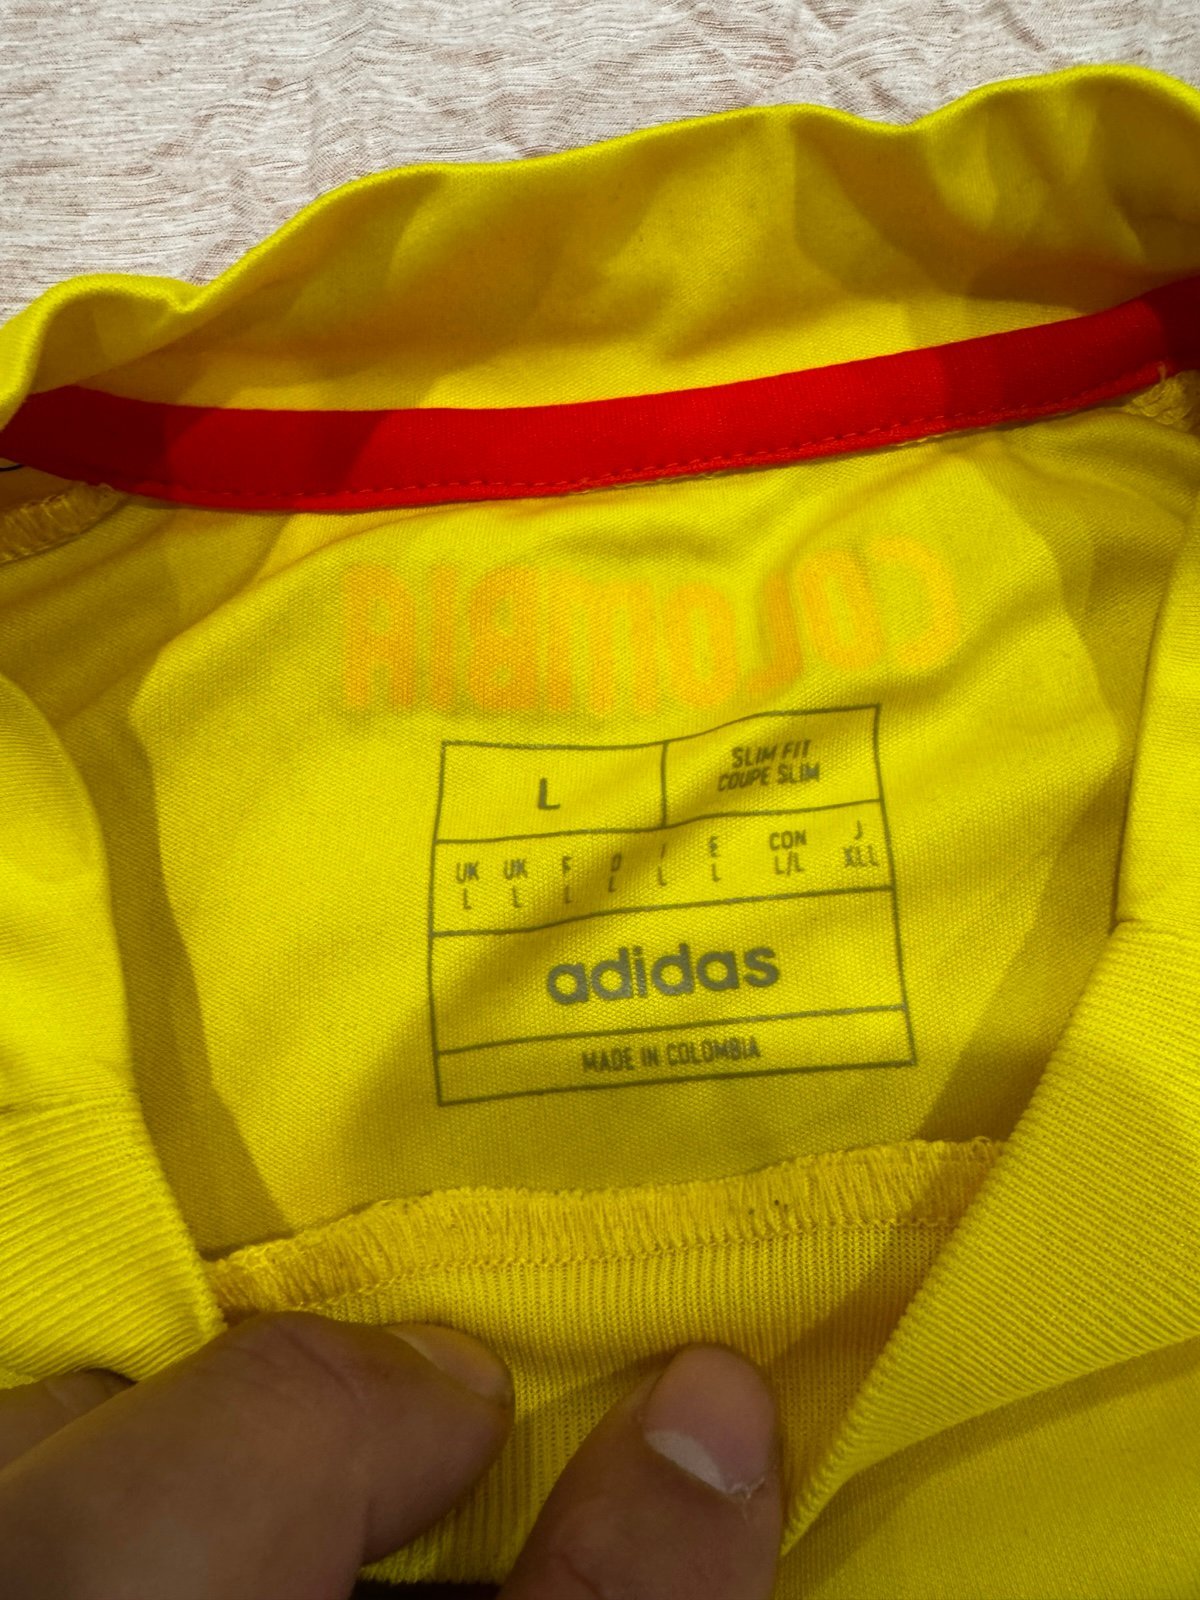 COLOMBIA
L
SLIM FIT
COUPE SLIM
UK UK F D I E CON J
L L L L L L L/L XLL
adidas
MADE IN COLOMBIA